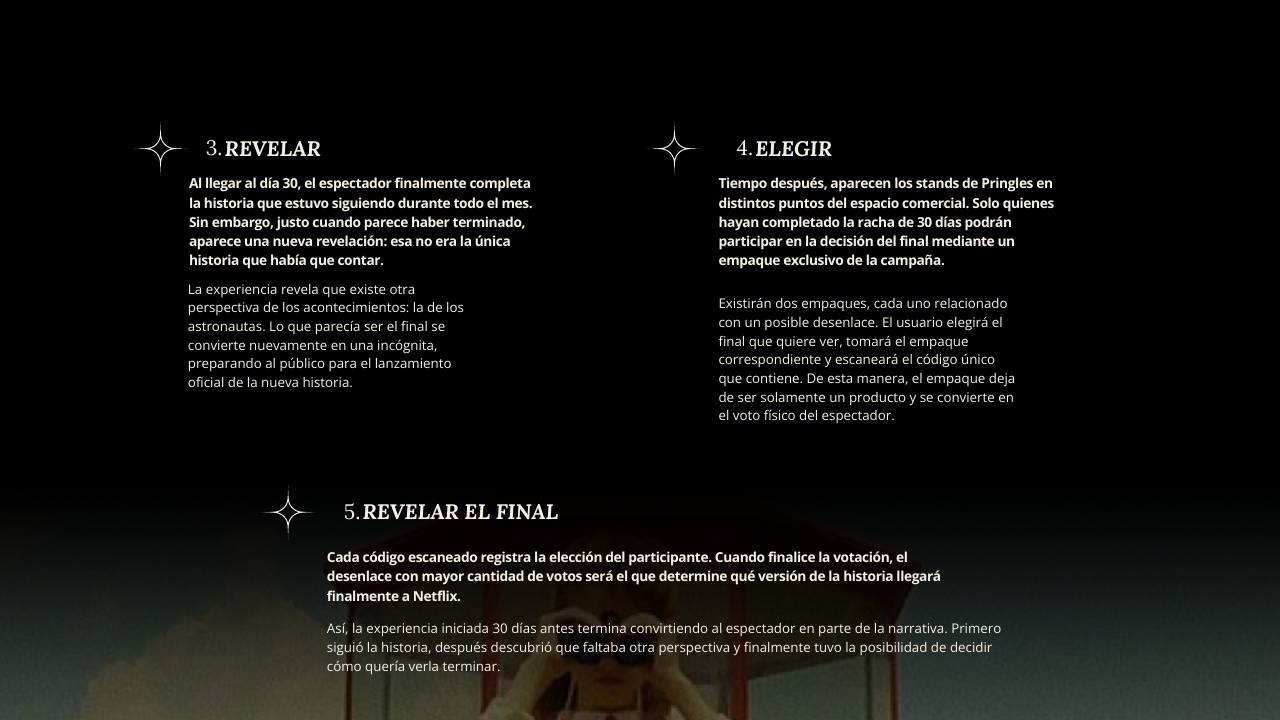 3. REVELAR
Al llegar al día 30, el espectador finalmente completa
la historia que estuvo siguiendo durante todo el mes.
Sin embargo, justo cuando parece haber terminado,
aparece una nueva revelación: esa no era la única
historia que había que contar.
La experiencia revela que existe otra
perspectiva de los acontecimientos: la de los
astronautas. Lo que parecía ser el final se
convierte nuevamente en una incógnita,
preparando al público para el lanzamiento
oficial de la nueva historia.
4. ELEGIR
Tiempo después, aparecen los stands de Pringles en
distintos puntos del espacio comercial. Solo quienes
hayan completado la racha de 30 días podrán
participar en la decisión del final mediante un
empaque exclusivo de la campaña.
Existirán dos empaques, cada uno relacionado
con un posible desenlace. El usuario elegirá el
final que quiere ver, tomará el empaque
correspondiente y escaneará el código único
que contiene. De esta manera, el empaque deja
de ser solamente un producto y se convierte en
el voto físico del espectador.
5. REVELAR EL FINAL
Cada código escaneado registra la elección del participante. Cuando finalice la votación, el
desenlace con mayor cantidad de votos será el que determine qué versión de la historia llegará
finalmente a Netflix.
Así, la experiencia iniciada 30 días antes termina convirtiendo al espectador en parte de la narrativa. Primero
siguió la historia, después descubrió que faltaba otra perspectiva y finalmente tuvo la posibilidad de decidir
cómo quería verla terminar.